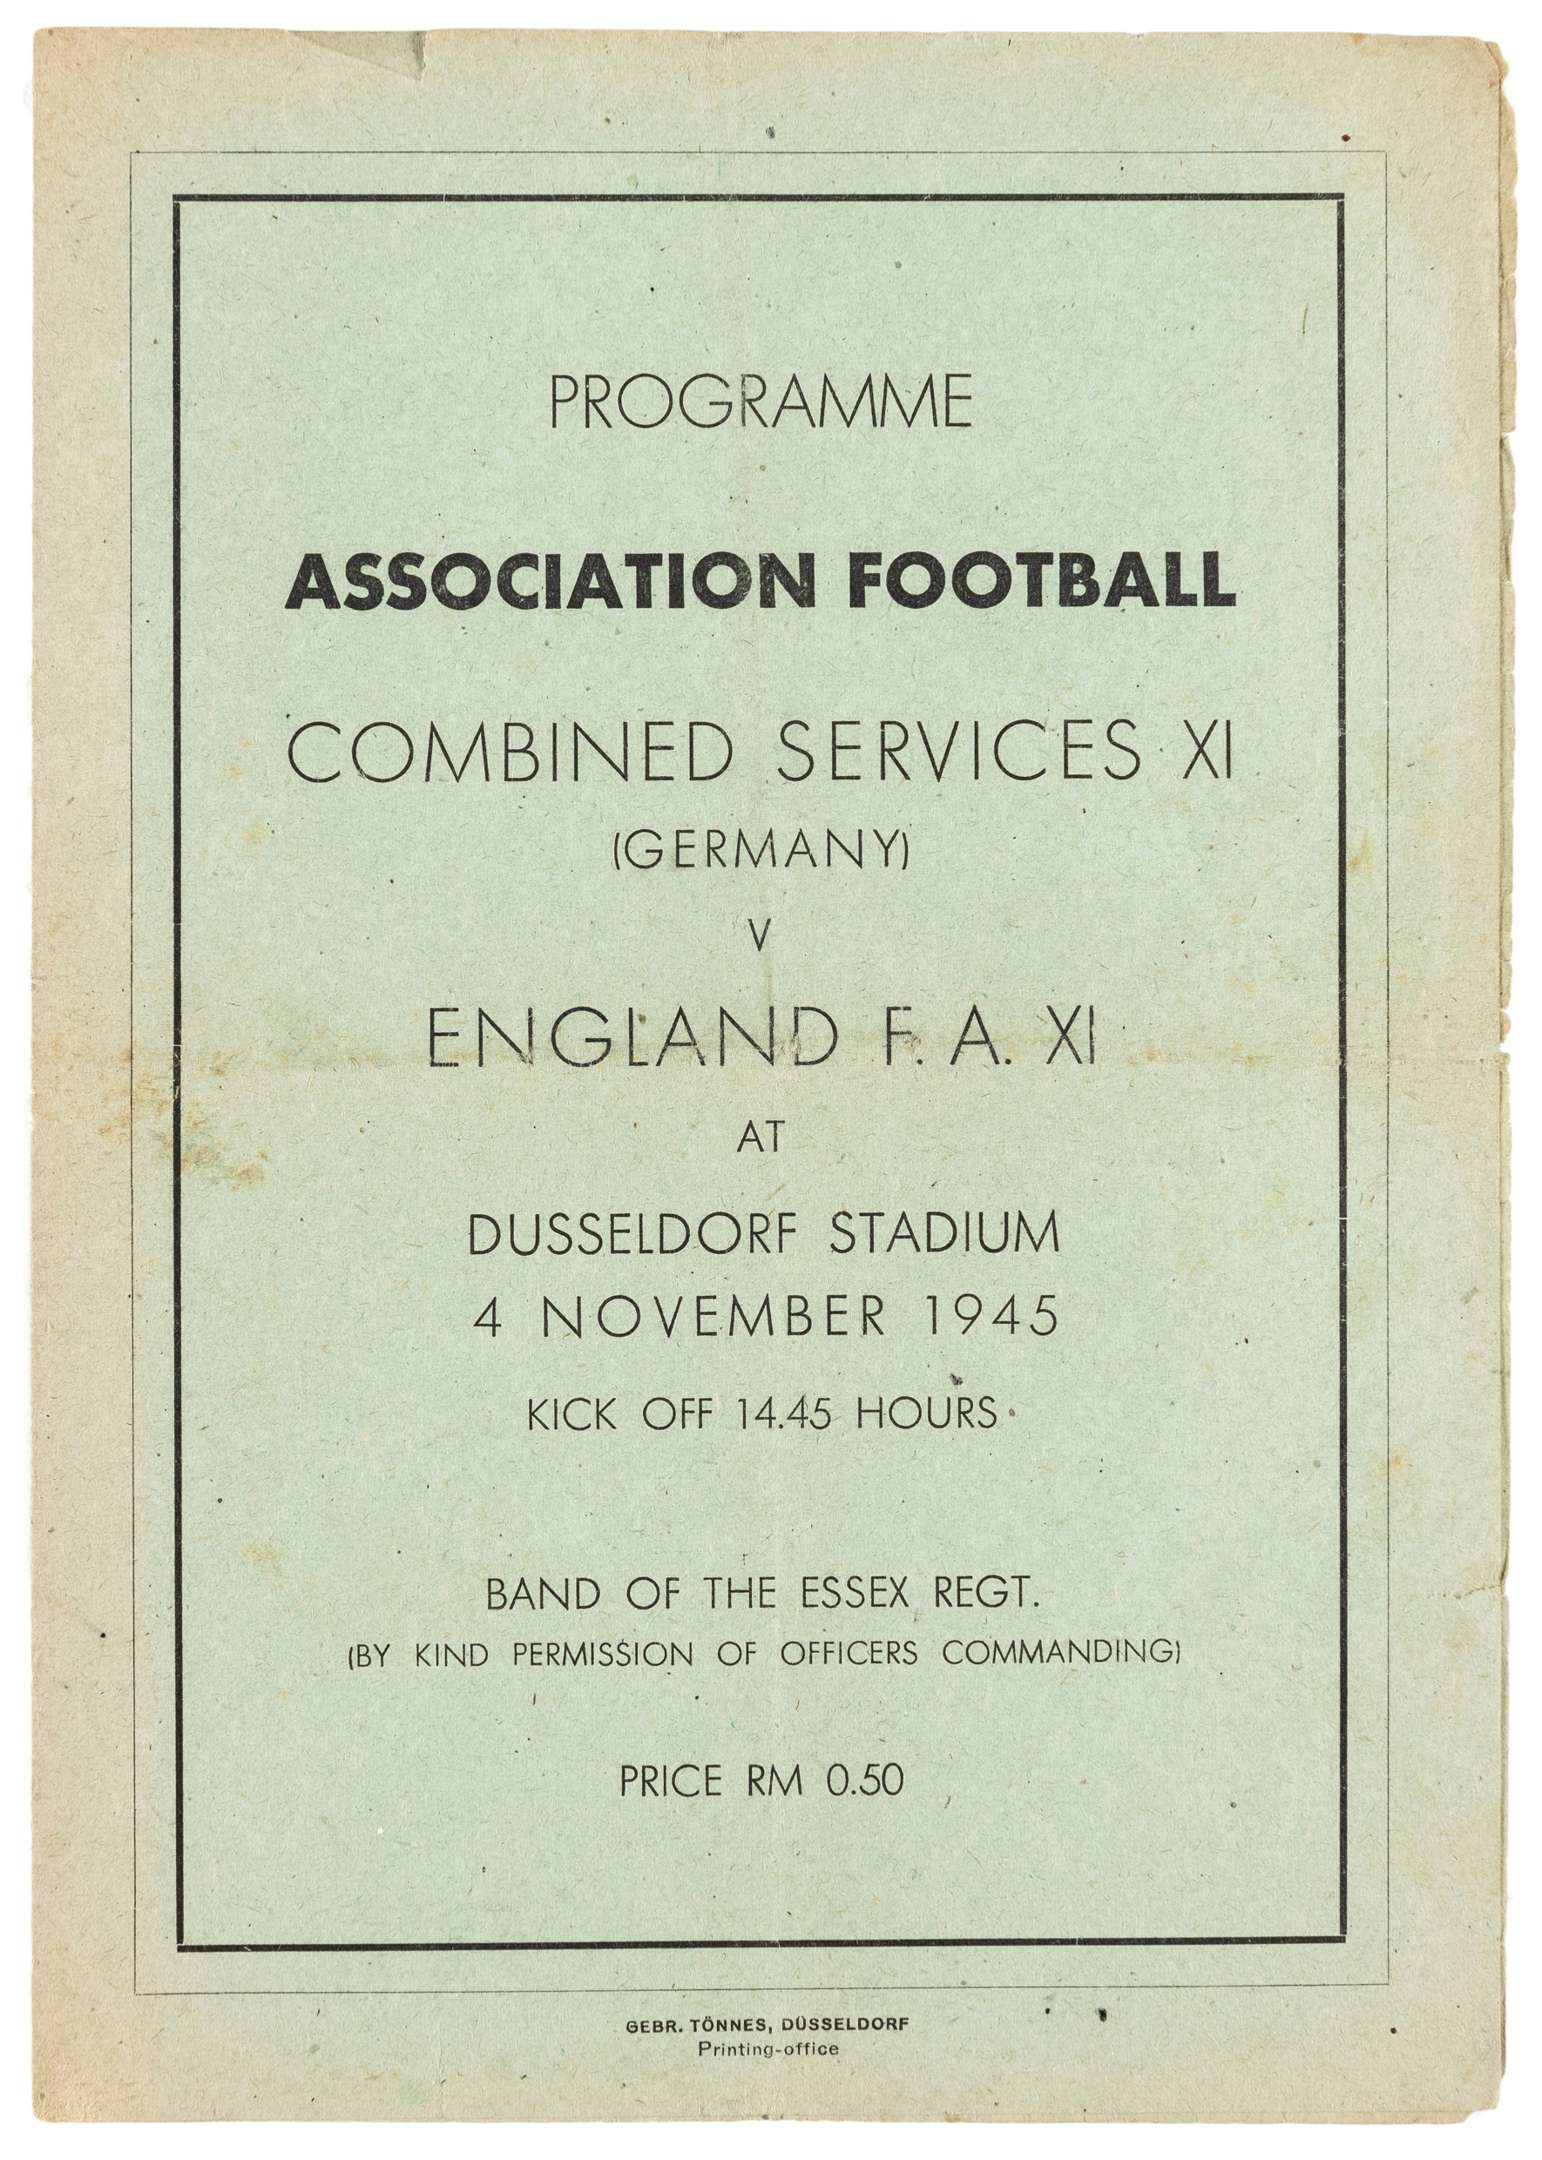 PROGRAMME
ASSOCIATION FOOTBALL
COMBINED SERVICES XI
(GERMANY)
V
ENGLAND F. A. XI
AT
DUSSELDORF STADIUM
4 NOVEMBER 1945
KICK OFF 14.45 HOURS
BAND OF THE ESSEX REGT.
(BY KIND PERMISSION OF OFFICERS COMMANDING)
PRICE RM 0.50
GEBR. TÖNNES, DÜSSELDORF
Printing-office